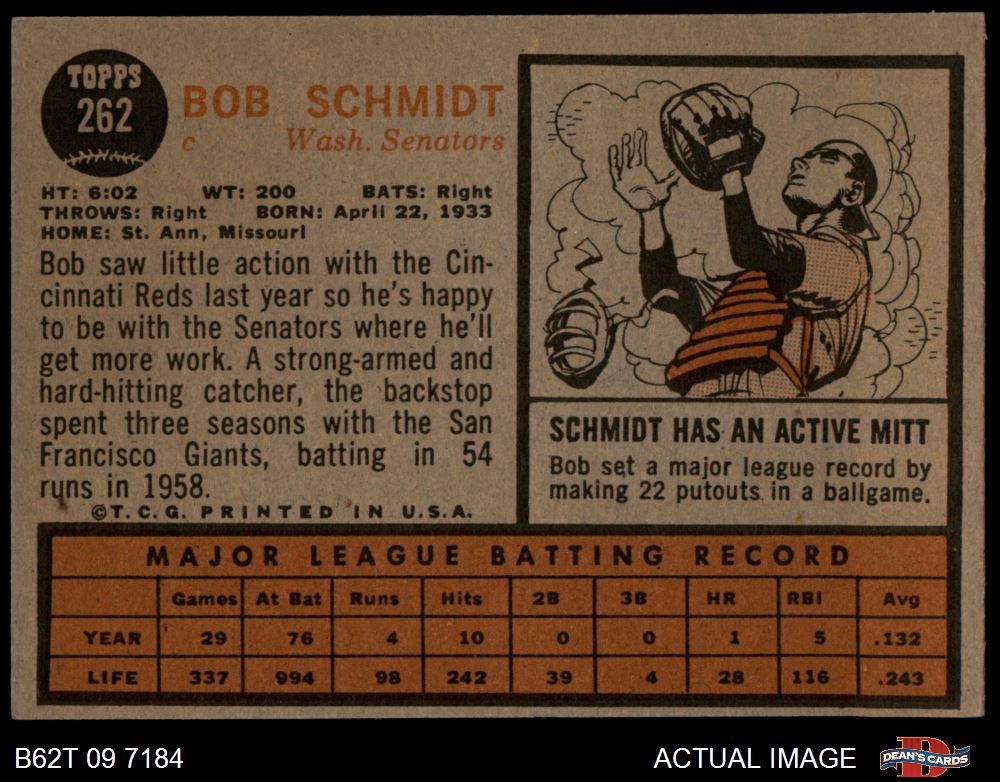 TOPPS
262
BOB SCHMIDT
c Wash. Senators
HT: 6:02 WT: 200 BATS: Right
THROWS: Right BORN: April 22, 1933
HOME: St. Ann, Missouri
Bob saw little action with the Cin-
cinnati Reds last year so he's happy
to be with the Senators where he'll
get more work. A strong-armed and
hard-hitting catcher, the backstop
spent three seasons with the San
Francisco Giants, batting in 54
runs in 1958.
©T.C.G. PRINTED IN U.S.A.
SCHMIDT HAS AN ACTIVE MITT
Bob set a major league record by
making 22 putouts in a ballgame.
MAJOR LEAGUE BATTING RECORD
Games At Bat Runs Hits 2B 3B HR RBI Avg
YEAR 29 76 4 10 0 0 1 5 .132
LIFE 337 994 98 242 39 4 28 116 .243
B62T 09 7184 ACTUAL IMAGE DEAN'S CARDS